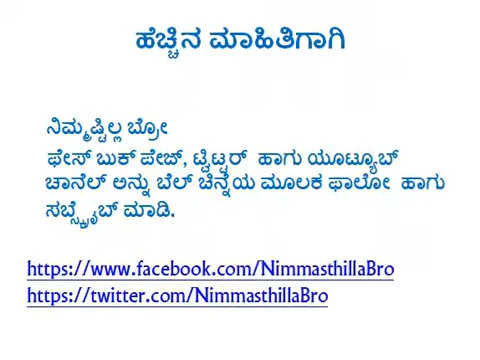 ಹೆಚ್ಚಿನ ಮಾಹಿತಿಗಾಗಿ
ನಿಮ್ಮಷ್ಟಿಲ್ಲ ಬ್ರೋ
ಫೇಸ್ ಬುಕ್ ಪೇಜ್, ಟ್ವಿಟ್ಟರ್ ಹಾಗು ಯೂಟ್ಯೂಬ್
ಚಾನೆಲ್ ಅನ್ನು ಬೆಲ್ ಚಿನ್ನೆಯ ಮೂಲಕ ಫಾಲೋ ಹಾಗು
ಸಬ್ಸ್ಕ್ರೈಬ್ ಮಾಡಿ.
https://www.facebook.com/NimmasthillaBro
https://twitter.com/NimmasthillaBro